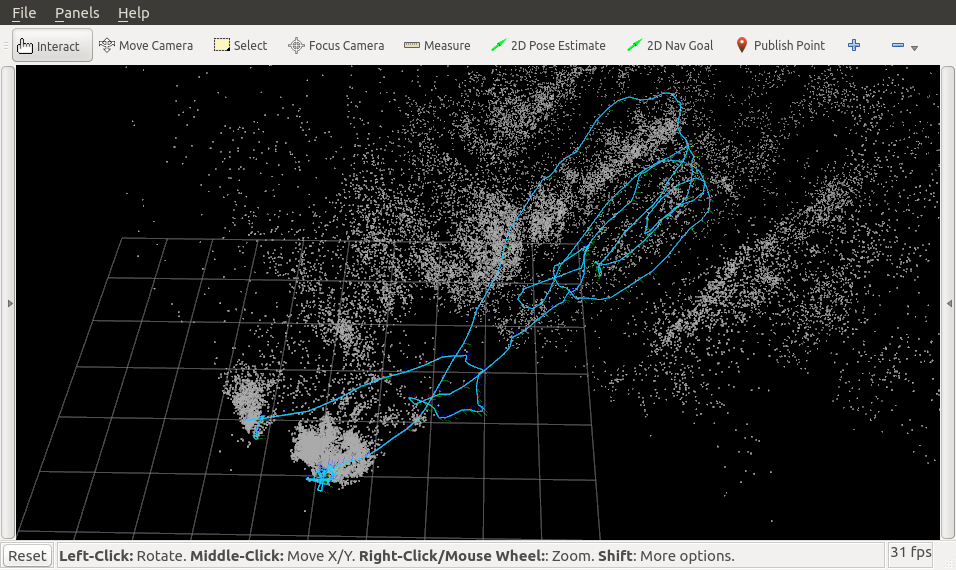 File Panels Help
Interact Move Camera Select Focus Camera Measure 2D Pose Estimate 2D Nav Goal Publish Point
Reset Left-Click: Rotate. Middle-Click: Move X/Y. Right-Click/Mouse Wheel:: Zoom. Shift: More options. 31 fps